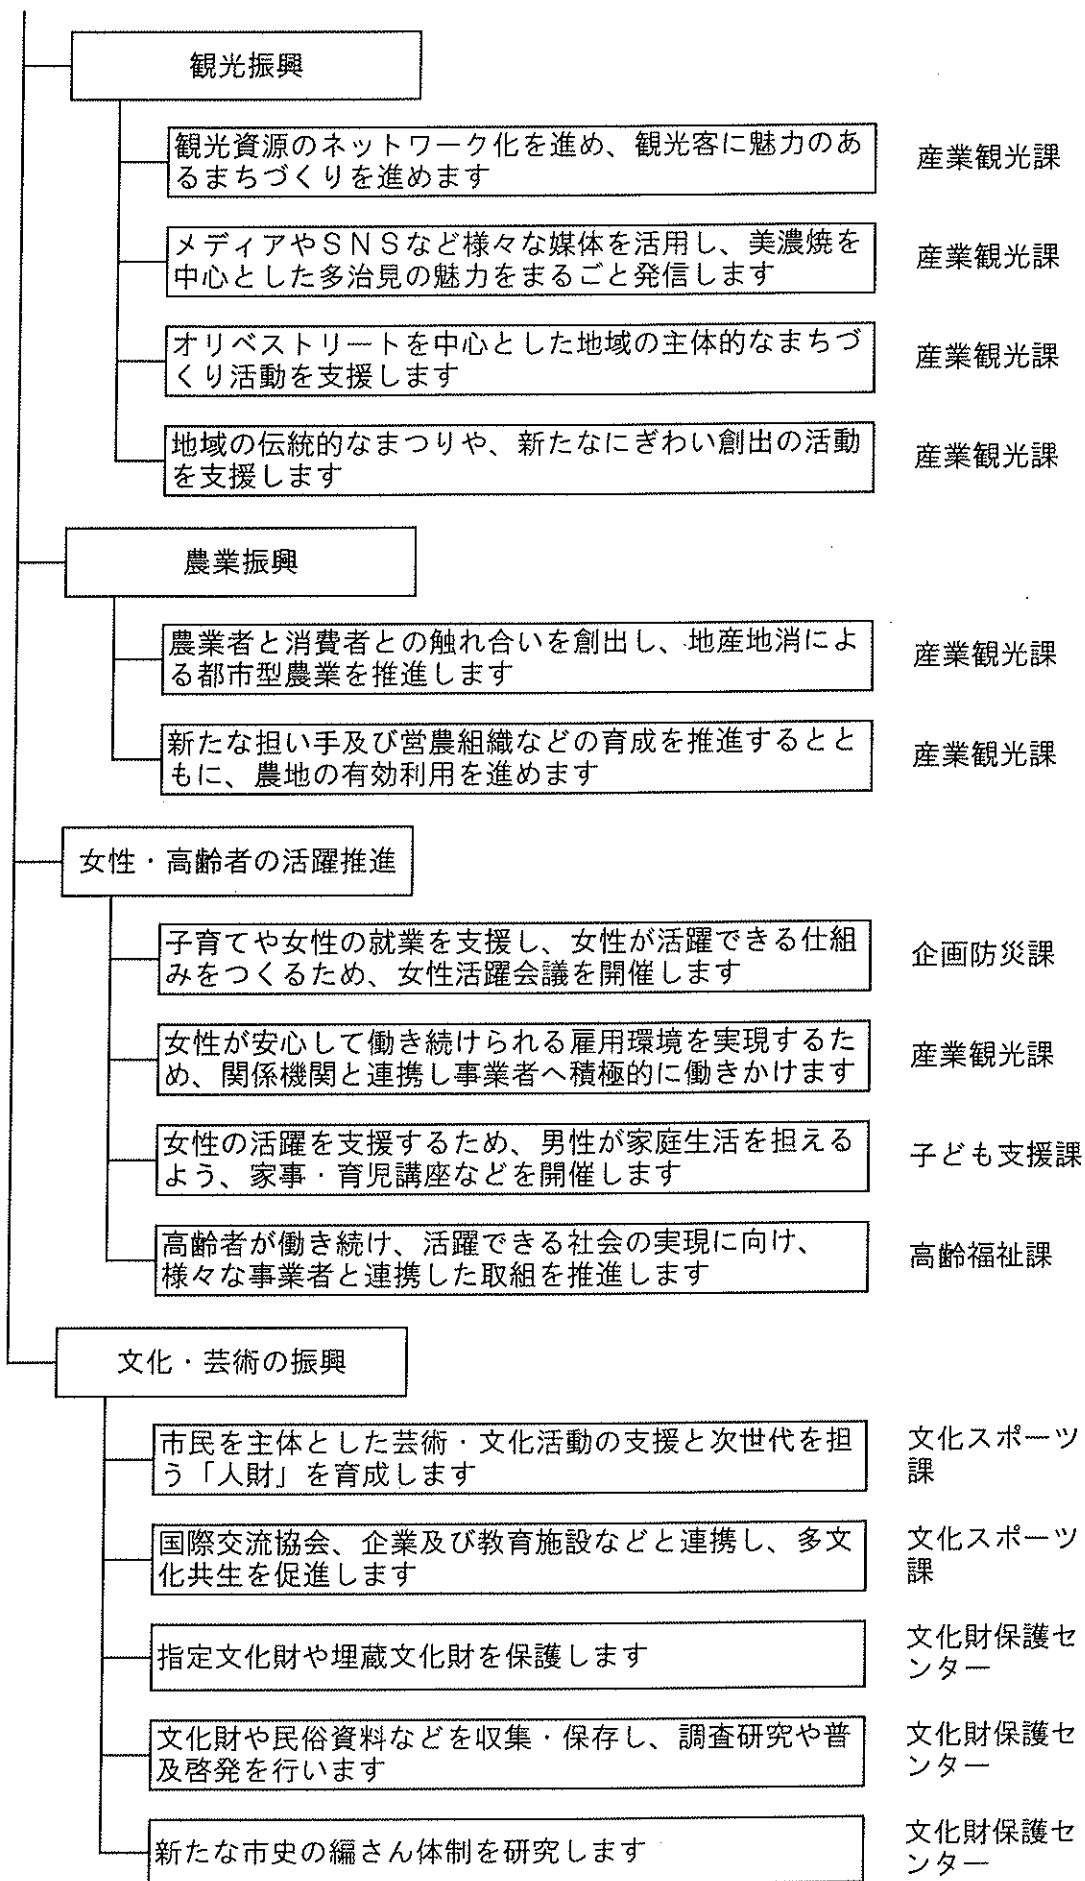 観光振興
観光資源のネットワーク化を進め、観光客に魅力のあ
るまちづくりを進めます
産業観光課
メディアやＳＮＳなど様々な媒体を活用し、美濃焼を
中心とした多治見の魅力をまるごと発信します
産業観光課
オリベストリートを中心とした地域の主体的なまちづ
くり活動を支援します
産業観光課
地域の伝統的なまつりや、新たなにぎわい創出の活動
を支援します
産業観光課
農業振興
農業者と消費者との触れ合いを創出し、地産地消によ
る都市型農業を推進します
産業観光課
新たな担い手及び営農組織などの育成を推進するとと
もに、農地の有効利用を進めます
産業観光課
女性・高齢者の活躍推進
子育てや女性の就業を支援し、女性が活躍できる仕組
みをつくるため、女性活躍会議を開催します
企画防災課
女性が安心して働き続けられる雇用環境を実現するた
め、関係機関と連携し事業者へ積極的に働きかけます
産業観光課
女性の活躍を支援するため、男性が家庭生活を担える
よう、家事・育児講座などを開催します
子ども支援課
高齢者が働き続け、活躍できる社会の実現に向け、
様々な事業者と連携した取組を推進します
高齢福祉課
文化・芸術の振興
市民を主体とした芸術・文化活動の支援と次世代を担
う「人財」を育成します
文化スポーツ
課
国際交流協会、企業及び教育施設などと連携し、多文
化共生を促進します
文化スポーツ
課
指定文化財や埋蔵文化財を保護します
文化財保護セ
ンター
文化財や民俗資料などを収集・保存し、調査研究や普
及啓発を行います
文化財保護セ
ンター
新たな市史の編さん体制を研究します
文化財保護セ
ンター